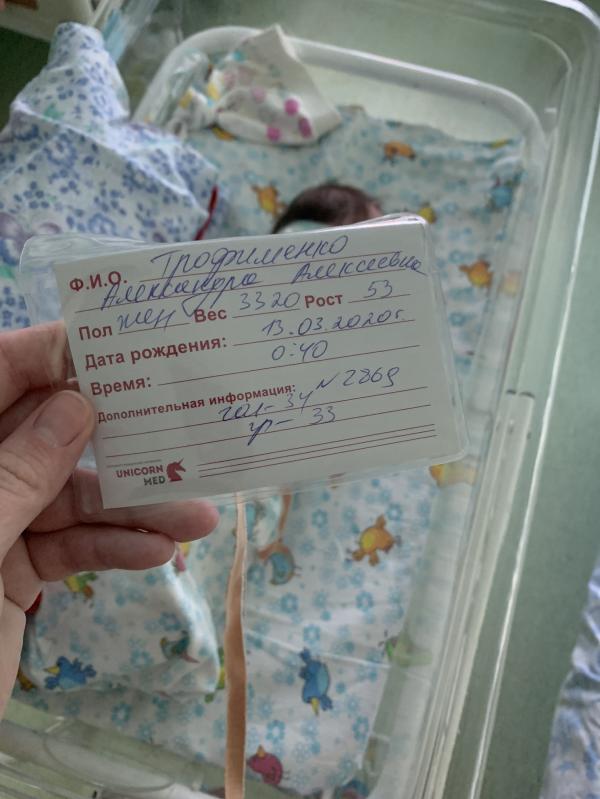 Ф.И.О. Трофименко
Александра Алексеевна
Пол жен Вес 3320 Рост 53
Дата рождения: 13.03.2020г.
Время: 0:40
Дополнительная информация:
гол- 34 N 2869
гр- 33
UNICORN
MED